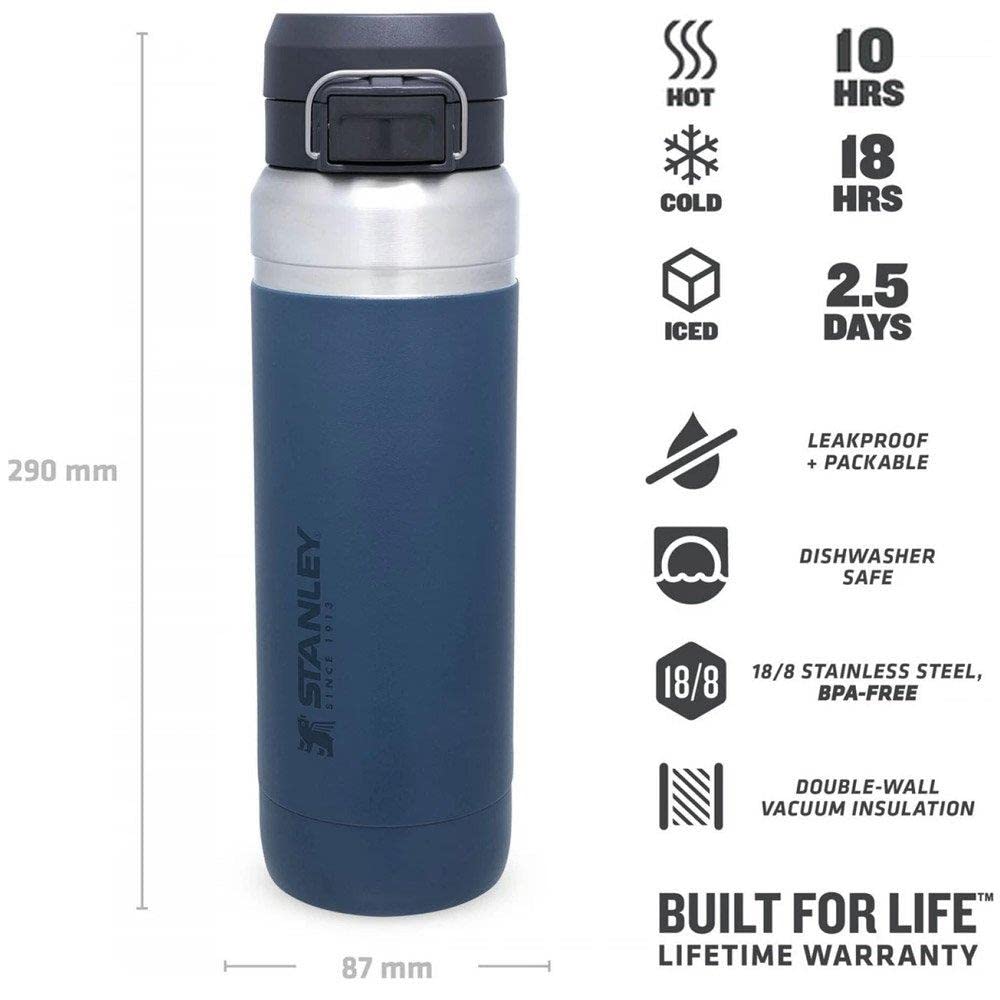 HOT
10
HRS
COLD
18
HRS
ICED
2.5
DAYS
290 mm
LEAKPROOF
+ PACKABLE
DISHWASHER
SAFE
18/8
18/8 STAINLESS STEEL,
BPA-FREE
DOUBLE-WALL
VACUUM INSULATION
STANLEY
SINCE 1913
BUILT FOR LIFE™
LIFETIME WARRANTY
87 mm